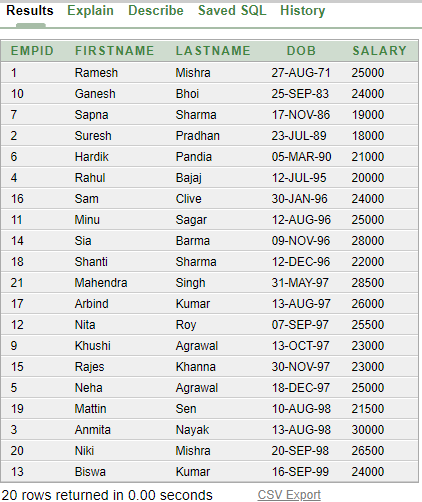 Results Explain Describe Saved SQL History
EMPID FIRSTNAME LASTNAME DOB SALARY
1 Ramesh Mishra 27-AUG-71 25000
10 Ganesh Bhoi 25-SEP-83 24000
7 Sapna Sharma 17-NOV-86 19000
2 Suresh Pradhan 23-JUL-89 18000
6 Hardik Pandia 05-MAR-90 21000
4 Rahul Bajaj 12-JUL-95 20000
16 Sam Clive 30-JAN-96 24000
11 Minu Sagar 12-AUG-96 25000
14 Sia Barma 09-NOV-96 28000
18 Shanti Sharma 12-DEC-96 22000
21 Mahendra Singh 31-MAY-97 28500
17 Arbind Kumar 13-AUG-97 26000
12 Nita Roy 07-SEP-97 25500
9 Khushi Agrawal 13-OCT-97 23000
15 Rajes Khanna 30-NOV-97 23000
5 Neha Agrawal 18-DEC-97 25000
19 Mattin Sen 10-AUG-98 21500
3 Anmita Nayak 13-AUG-98 30000
20 Niki Mishra 20-SEP-98 26500
13 Biswa Kumar 16-SEP-99 24000
20 rows returned in 0.00 seconds CSV Export